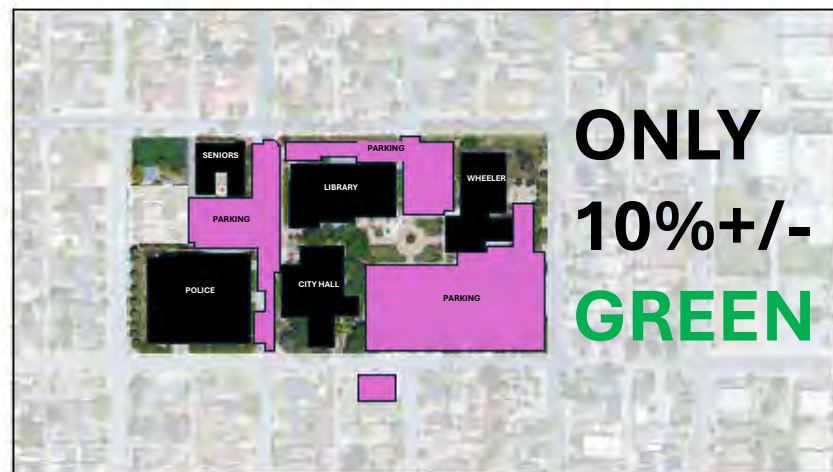 SENIORS
PARKING
WHEELER
LIBRARY
PARKING
POLICE
CITY HALL
PARKING
ONLY
10%+/-
GREEN